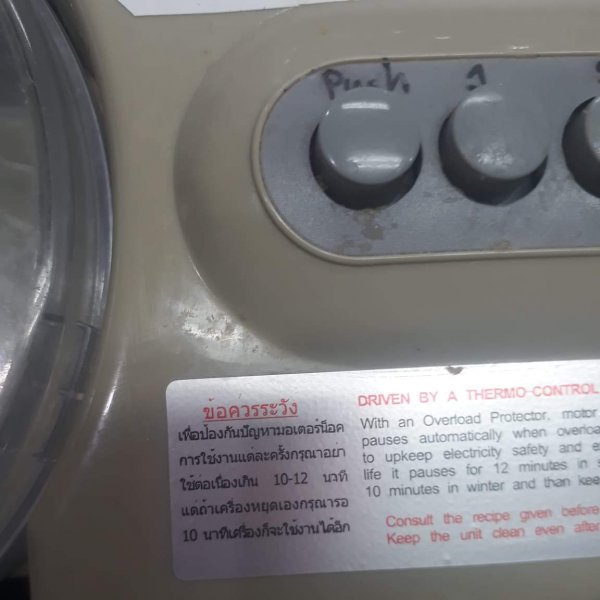 Push 1
ข้อควรระวัง
เพื่อป้องกันปัญหามอเตอร์น็อค
การใช้งานแต่ละครั้งกรุณาอย่า
ใช้ต่อเนื่องเกิน 10-12 นาที
แต่ถ้าเครื่องหยุดเองกรุณารอ
10 นาทีเครื่องก็จะใช้งานได้อีก
DRIVEN BY A THERMO-CONTROL
With an Overload Protector, motor
pauses automatically when overloa
to upkeep electricity safety and e
life it pauses for 12 minutes in s
10 minutes in winter and than kee
Consult the recipe given before
Keep the unit clean even after